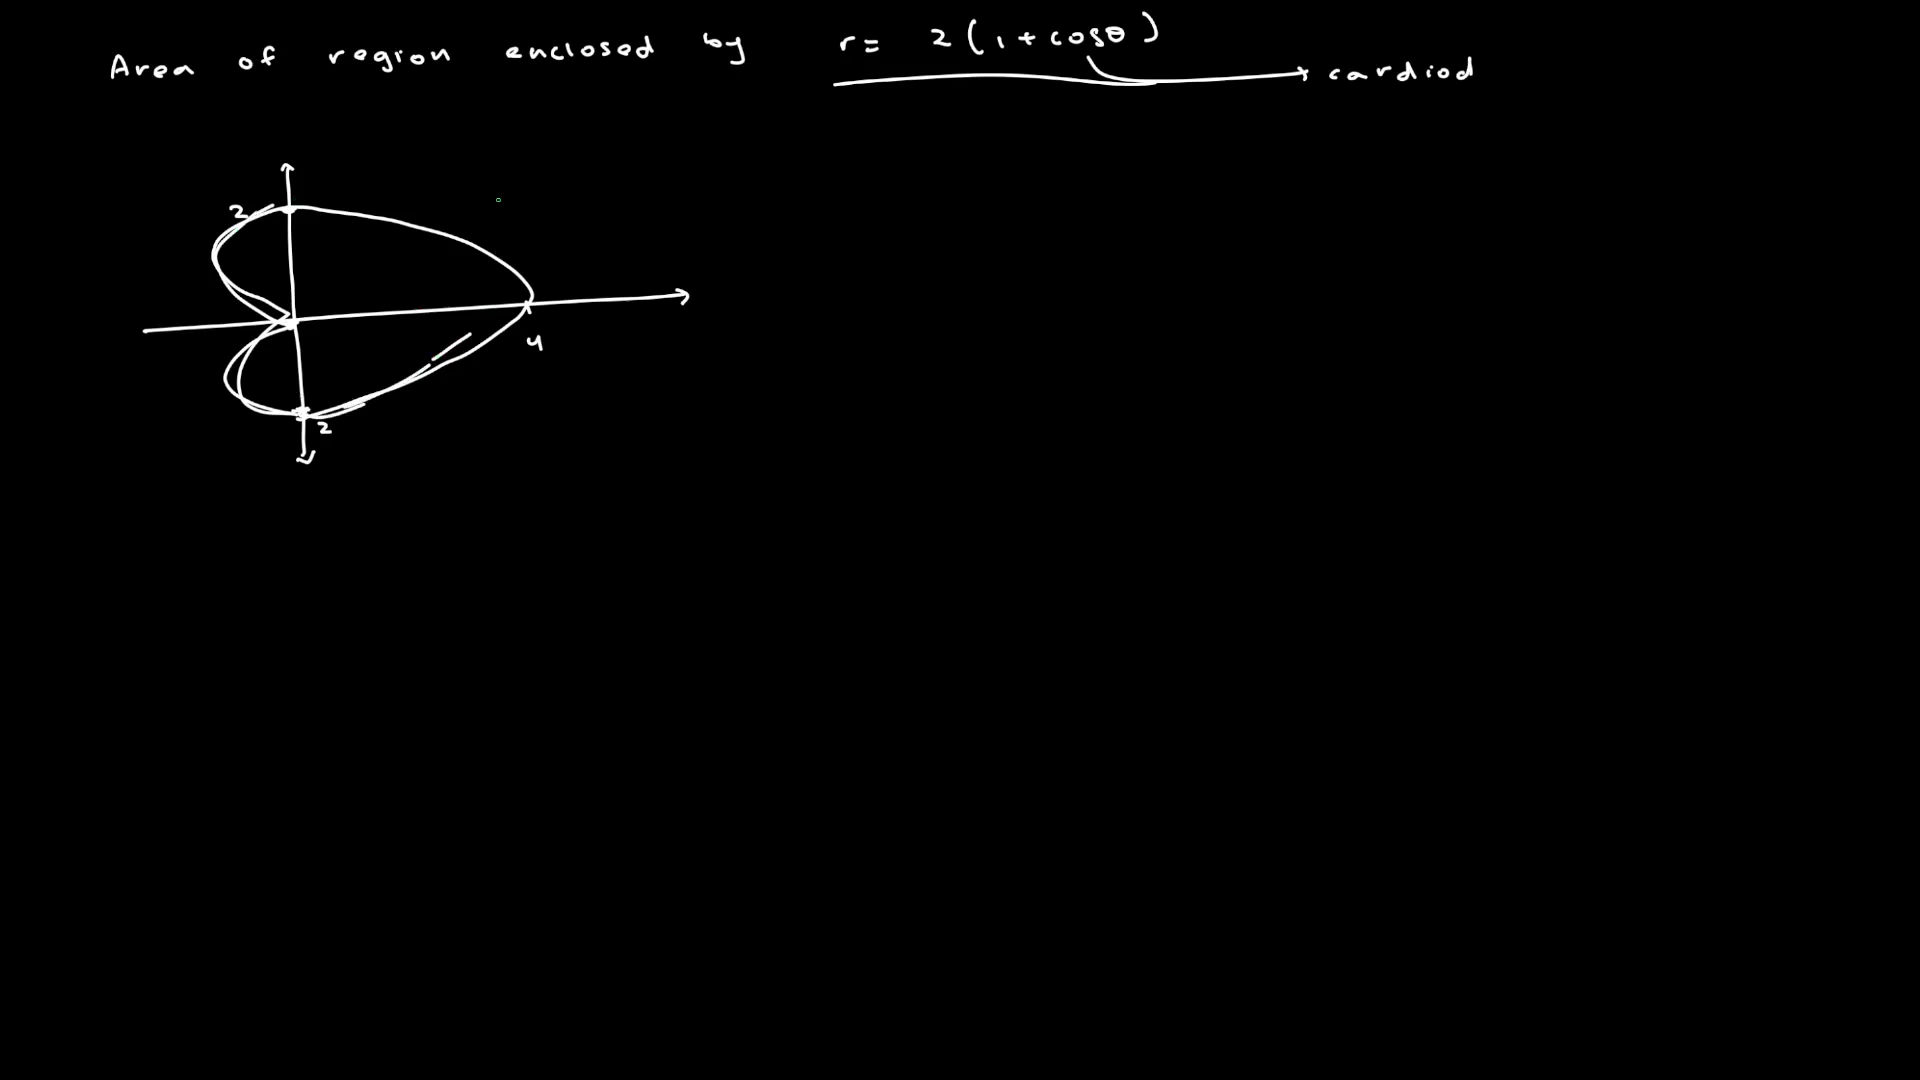 Area of region enclosed by r = 2 (1 + cosθ)
cardiod
2
4
2